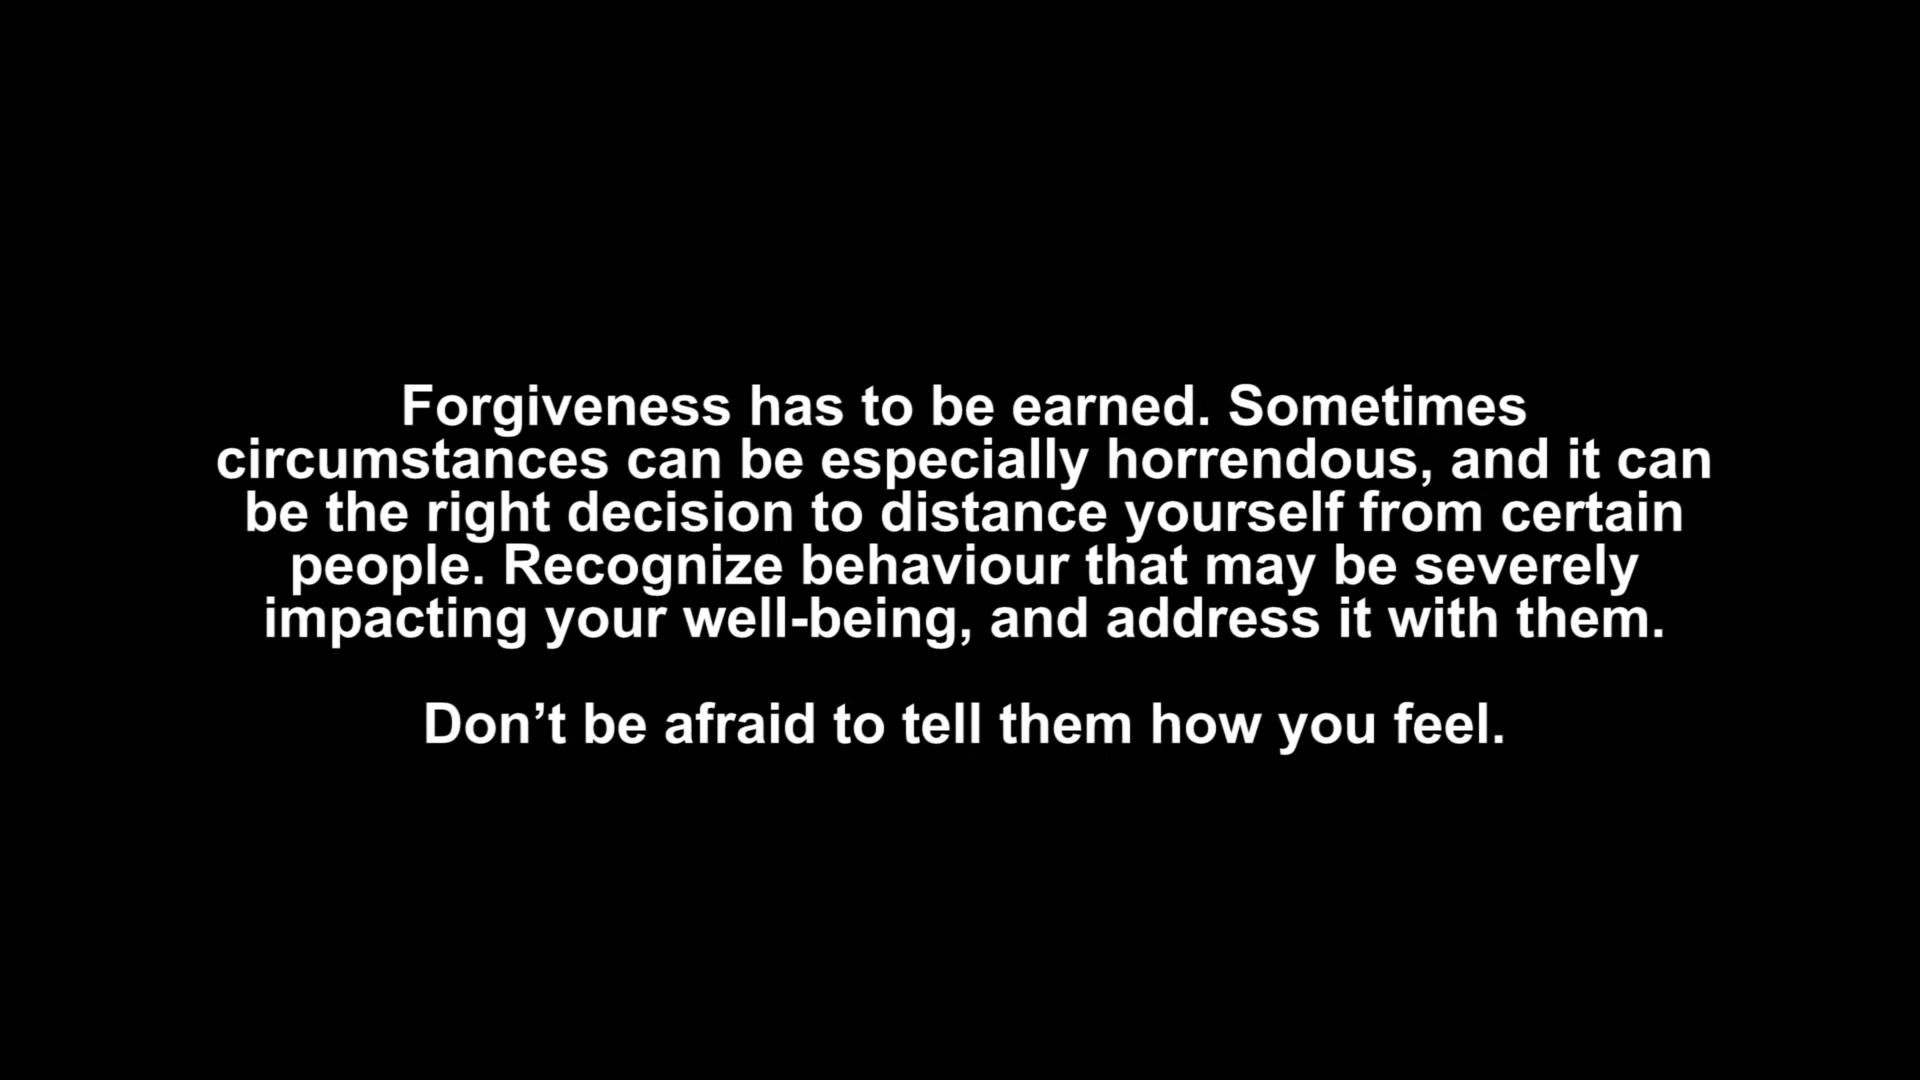 Forgiveness has to be earned. Sometimes
circumstances can be especially horrendous, and it can
be the right decision to distance yourself from certain
people. Recognize behaviour that may be severely
impacting your well-being, and address it with them.
Don’t be afraid to tell them how you feel.